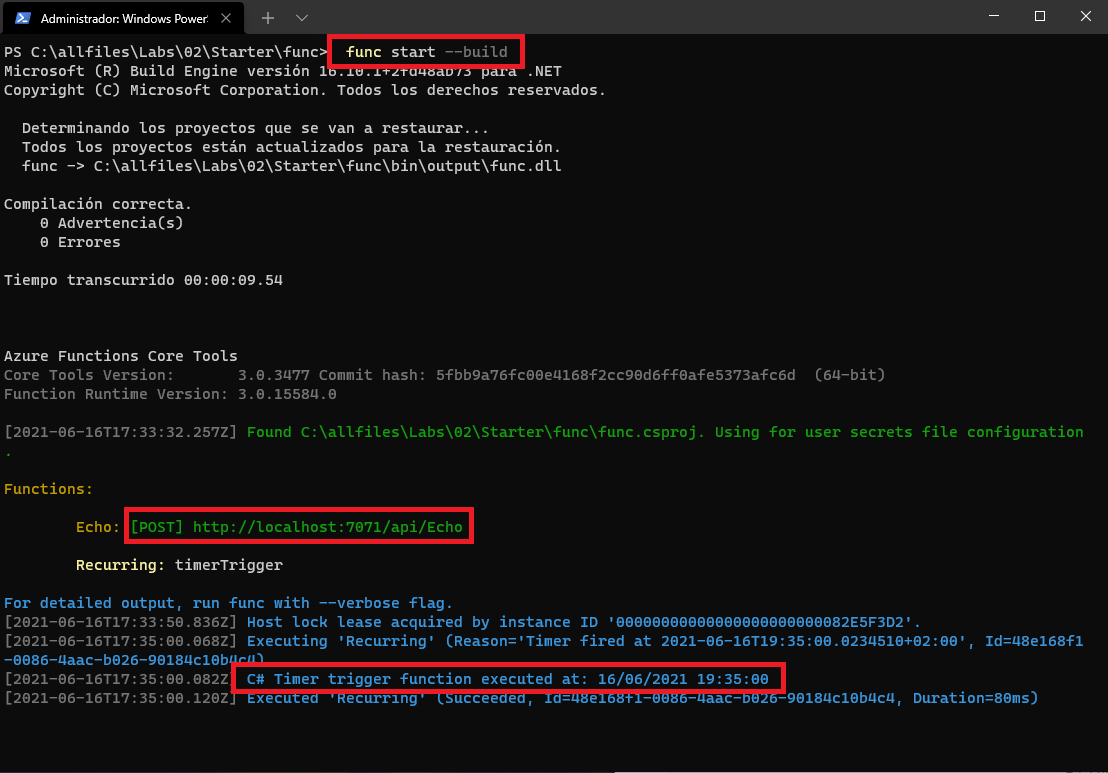 Administrador: Windows Power
PS C:\allfiles\Labs\02\Starter\func> func start --build
Microsoft (R) Build Engine versión 16.10.1+2fd48ab73 para .NET
Copyright (C) Microsoft Corporation. Todos los derechos reservados.
Determinando los proyectos que se van a restaurar...
Todos los proyectos están actualizados para la restauración.
func -> C:\allfiles\Labs\02\Starter\func\bin\output\func.dll
Compilación correcta.
0 Advertencia(s)
0 Errores
Tiempo transcurrido 00:00:09.54
Azure Functions Core Tools
Core Tools Version: 3.0.3477 Commit hash: 5fbb9a76fc00e4168f2cc90d6ff0afe5373afc6d (64-bit)
Function Runtime Version: 3.0.15584.0
[2021-06-16T17:33:32.257Z] Found C:\allfiles\Labs\02\Starter\func\func.csproj. Using for user secrets file configuration
.
Functions:
Echo: [POST] http://localhost:7071/api/Echo
Recurring: timerTrigger
For detailed output, run func with --verbose flag.
[2021-06-16T17:33:50.836Z] Host lock lease acquired by instance ID '00000000000000000000000082E5F3D2'.
[2021-06-16T17:35:00.068Z] Executing 'Recurring' (Reason='Timer fired at 2021-06-16T19:35:00.0234510+02:00', Id=48e168f1
-0086-4aac-b026-90184c10b4c4)
[2021-06-16T17:35:00.082Z] C# Timer trigger function executed at: 16/06/2021 19:35:00
[2021-06-16T17:35:00.120Z] Executed 'Recurring' (Succeeded, Id=48e168f1-0086-4aac-b026-90184c10b4c4, Duration=80ms)